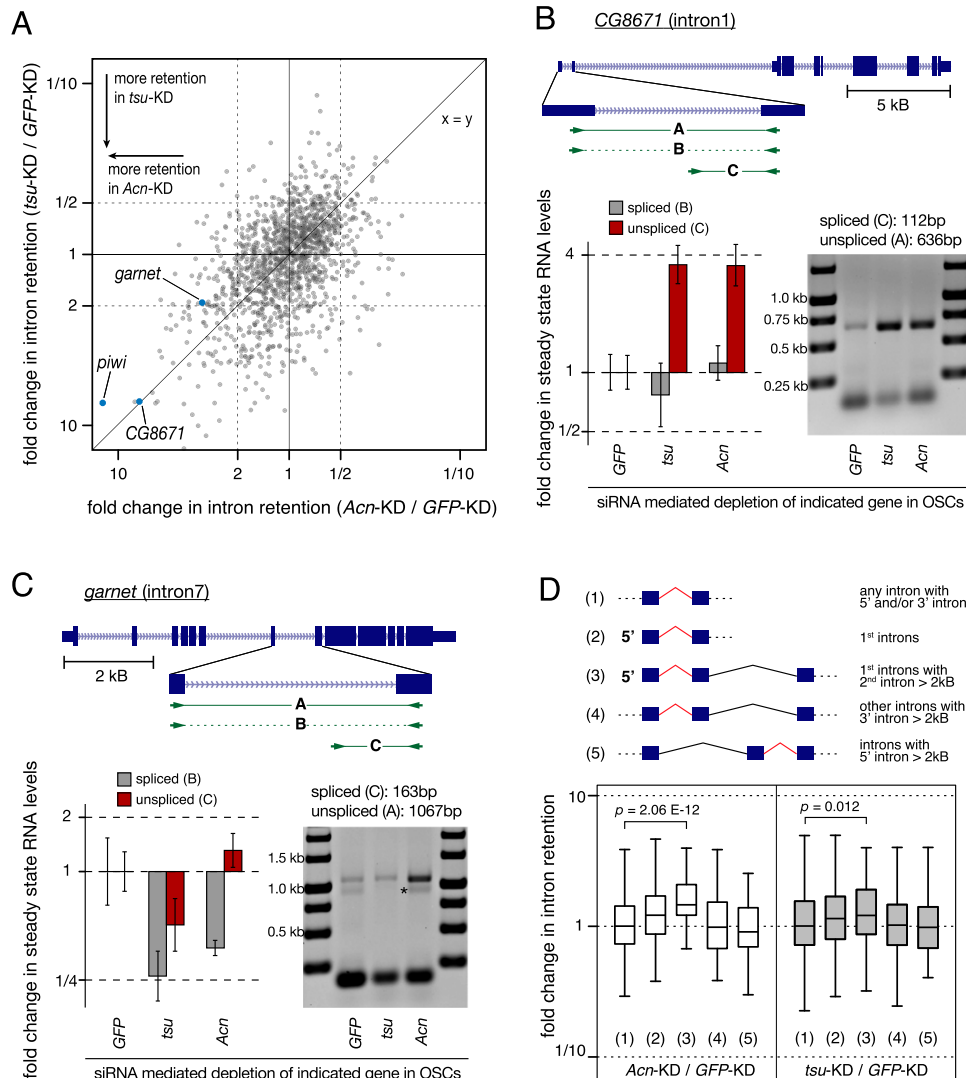 A
fold change in intron retention (tsu-KD / GFP-KD)
1/10
1/2
1
2
10
more retention
in tsu-KD
more retention
in Acn-KD
x = y
garnet
piwi
CG8671
10
2
1
1/2
1/10
fold change in intron retention (Acn-KD / GFP-KD)
B
CG8671 (intron1)
5 kB
A
B
C
fold change in steady state RNA levels
spliced (B)
unspliced (C)
4
1
1/2
GFP
tsu
Acn
spliced (C): 112bp
unspliced (A): 636bp
1.0 kb
0.75 kb
0.5 kb
0.25 kb
GFP
tsu
Acn
siRNA mediated depletion of indicated gene in OSCs
C
garnet (intron7)
2 kB
A
B
C
fold change in steady state RNA levels
spliced (B)
unspliced (C)
2
1
1/4
GFP
tsu
Acn
spliced (C): 163bp
unspliced (A): 1067bp
1.5 kb
1.0 kb
0.5 kb
*
GFP
tsu
Acn
siRNA mediated depletion of indicated gene in OSCs
D
(1)
any intron with
5' and/or 3' intron
(2) 5'
1st introns
(3) 5'
1st introns with
2nd intron > 2kB
(4)
other introns with
3' intron > 2kB
(5)
introns with
5' intron > 2kB
fold change in intron retention
10
1
1/10
p = 2.06 E-12
p = 0.012
(1) (2) (3) (4) (5)
(1) (2) (3) (4) (5)
Acn-KD / GFP-KD
tsu-KD / GFP-KD